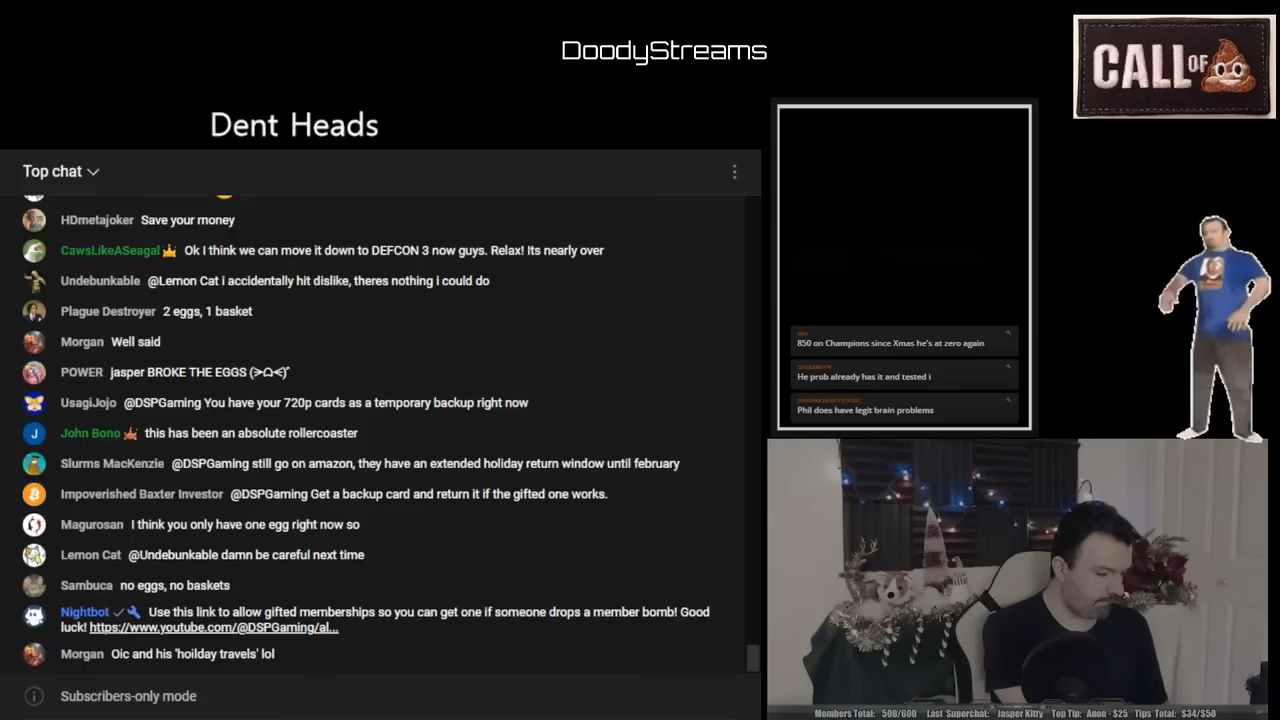 DoodyStreams
CALL OF
Dent Heads
Top chat
HDmetajoker Save your money
CawsLikeASeagal Ok I think we can move it down to DEFCON 3 now guys. Relax! Its nearly over
Undebunkable @Lemon Cat i accidentally hit dislike, theres nothing i could do
Plague Destroyer 2 eggs, 1 basket
Morgan Well said
POWER jasper BROKE THE EGGS (ᗒᗣᗕ)՞
UsagiJojo @DSPGaming You have your 720p cards as a temporary backup right now
J John Bono this has been an absolute rollercoaster
Slurms MacKenzie @DSPGaming still go on amazon, they have an extended holiday return window until february
Impoverished Baxter Investor @DSPGaming Get a backup card and return it if the gifted one works.
Magurosan I think you only have one egg right now so
Lemon Cat @Undebunkable damn be careful next time
Sambuca no eggs, no baskets
Nightbot Use this link to allow gifted memberships so you can get one if someone drops a member bomb! Good
luck! https://www.youtube.com/@DSPGaming/al...
Morgan Oic and his 'hoilday travels' lol
Subscribers-only mode
850 on Champions since Xmas he's at zero again
He prob already has it and tested i
Phil does have legit brain problems
Members Total: 500/600 Last Superchat: Jasper Kitty Top Tip: Anon - $25 Tips Total: $34/$50